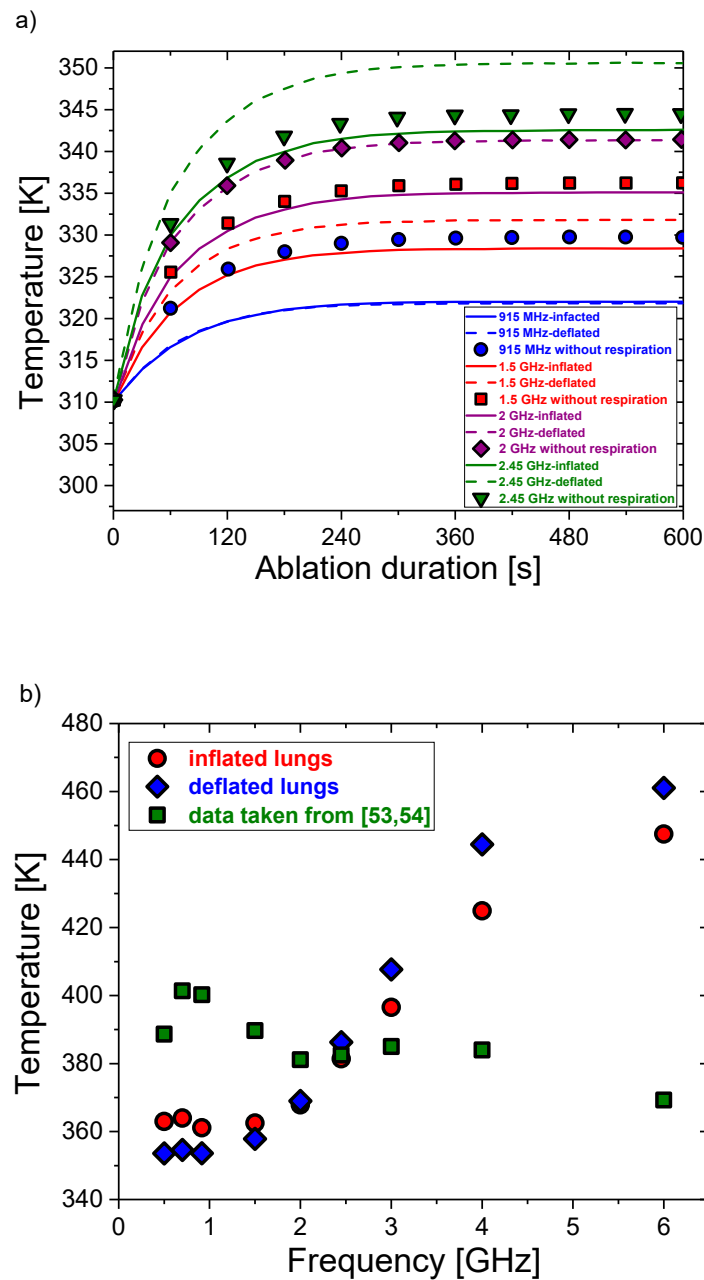 a)
Temperature [K]
350
345
340
335
330
325
320
315
310
305
300
915 MHz-infacted
915 MHz-deflated
915 MHz without respiration
1.5 GHz-inflated
1.5 GHz-deflated
1.5 GHz without respiration
2 GHz-inflated
2 GHz-deflated
2 GHz without respiration
2.45 GHz-inflated
2.45 GHz-deflated
2.45 GHz without respiration
0 120 240 360 480 600
Ablation duration [s]
b)
Temperature [K]
480
460
440
420
400
380
360
340
inflated lungs
deflated lungs
data taken from [53,54]
0 1 2 3 4 5 6
Frequency [GHz]